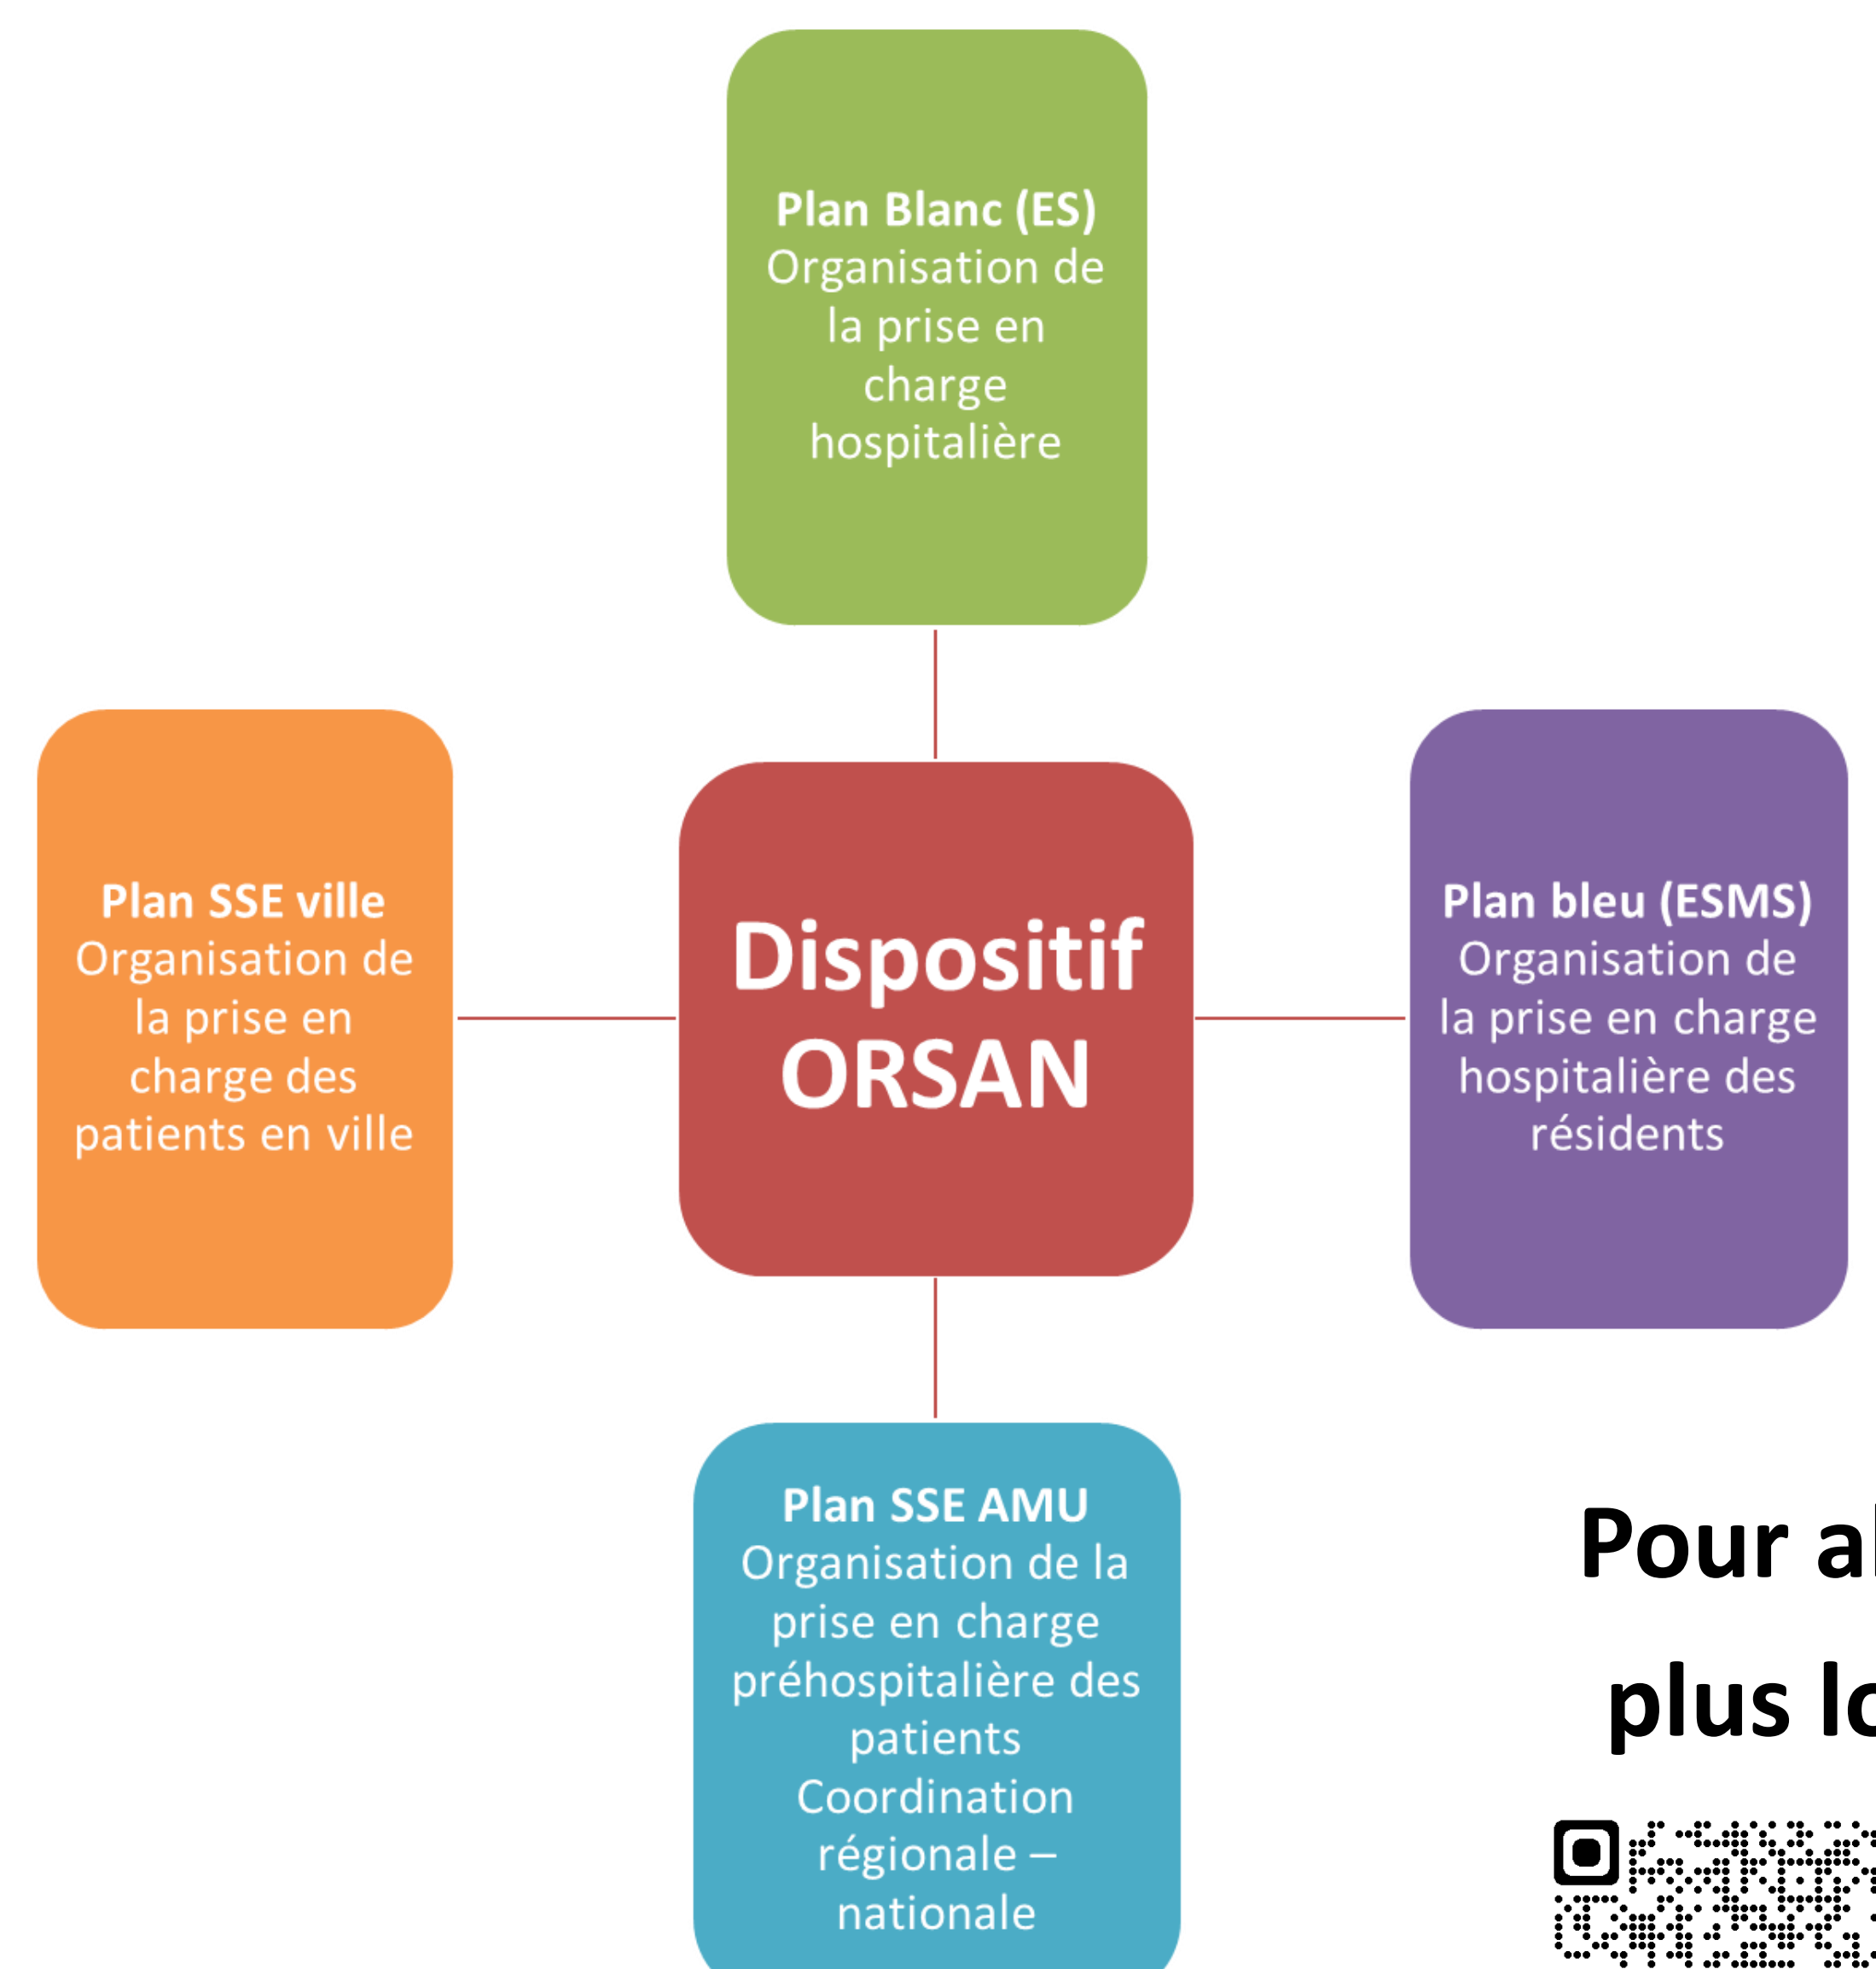 Plan Blanc (ES)
Organisation de
la prise en
charge
hospitalière
Plan SSE ville
Organisation de
la prise en
charge des
patients en ville
Dispositif
ORSAN
Plan bleu (ESMS)
Organisation de
la prise en charge
hospitalière des
résidents
Plan SSE AMU
Organisation de la
prise en charge
préhospitalière des
patients
Coordination
régionale –
nationale
Pour
plus